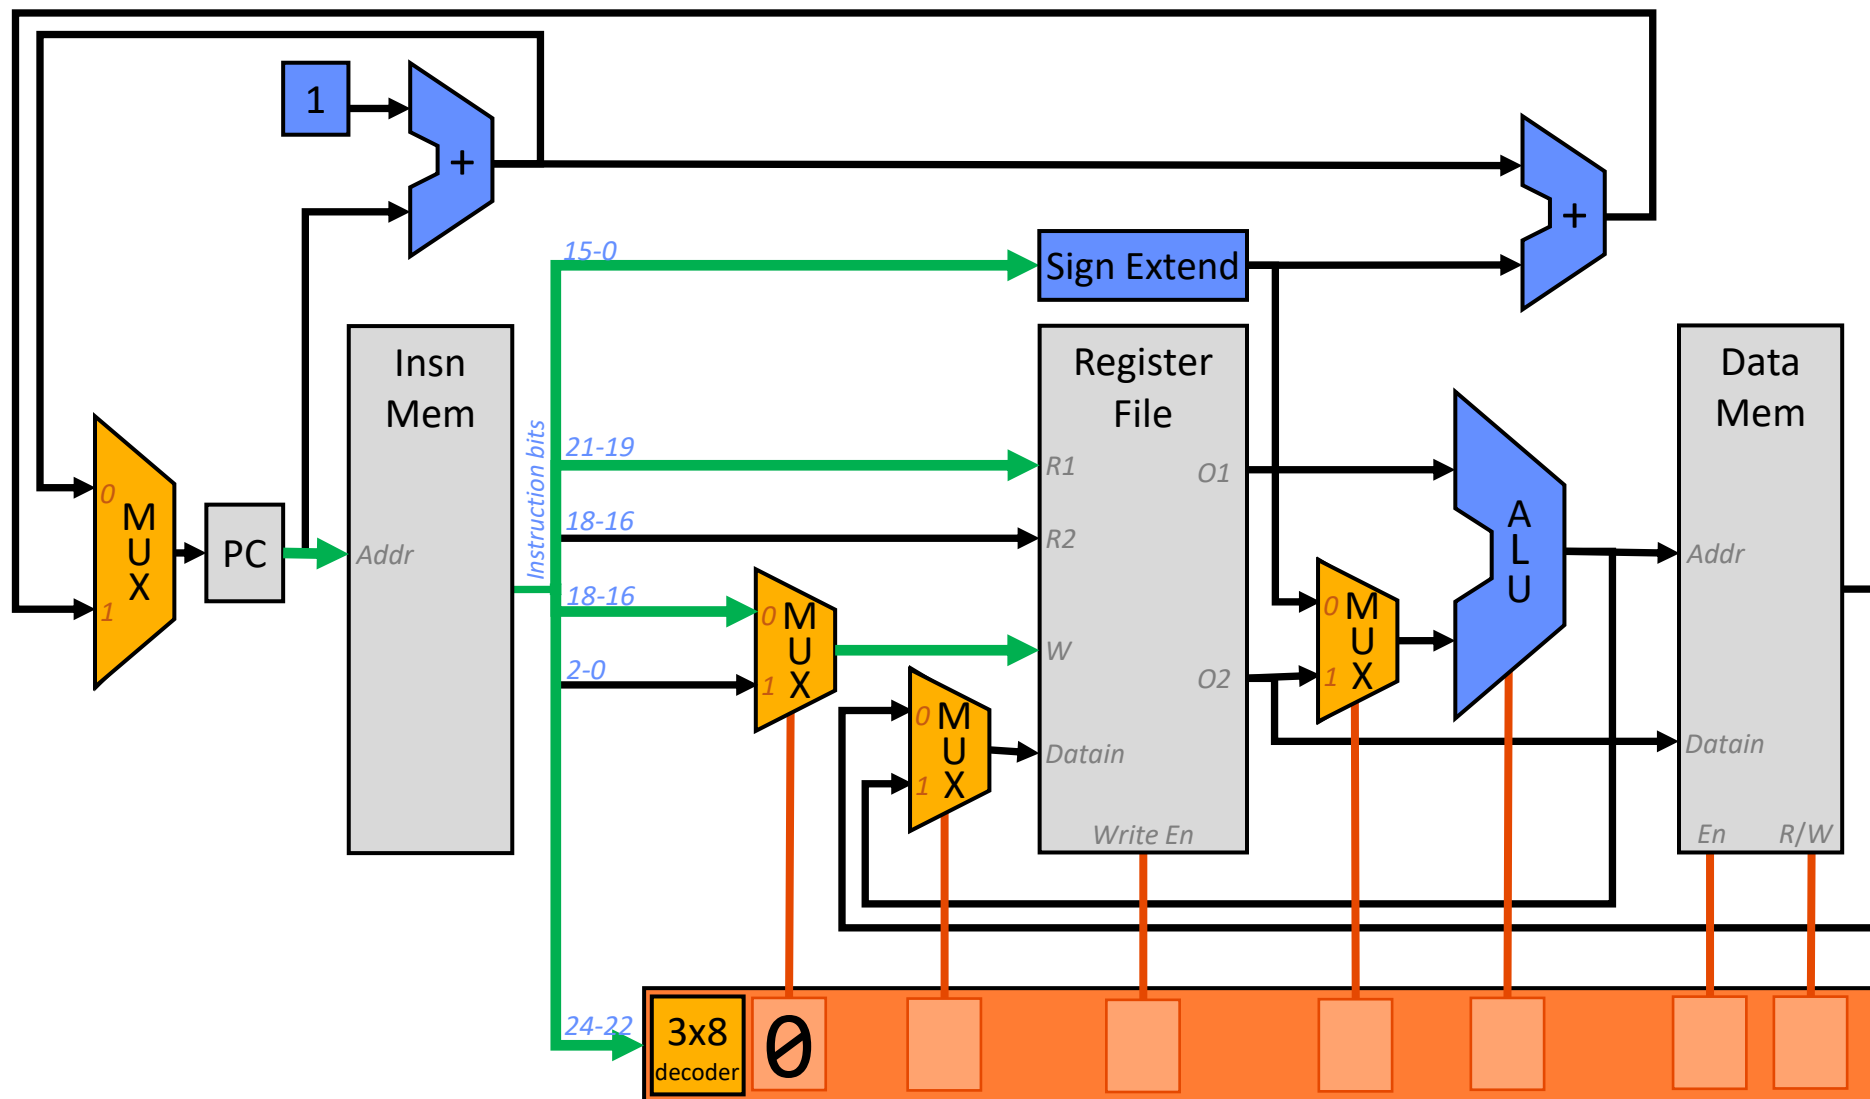 1
+
+
15-0
Sign Extend
Insn
Mem
Addr
Instruction bits
21-19
18-16
18-16
2-0
24-22
0
1
M
U
X
PC
0
1
M
U
X
0
1
M
U
X
Register
File
R1
R2
W
Datain
Write En
O1
O2
0
1
M
U
X
A
L
U
Data
Mem
Addr
Datain
En
R/W
3x8
decoder
0